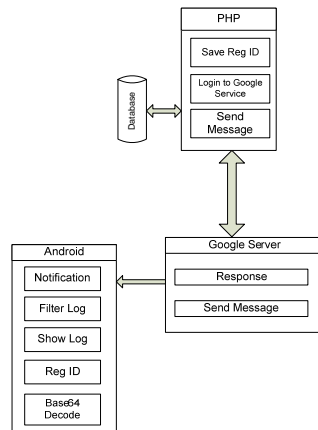 PHP
Save Reg ID
Login to Google
Service
Send
Message
Database
Google Server
Response
Send Message
Android
Notification
Filter Log
Show Log
Reg ID
Base64
Decode